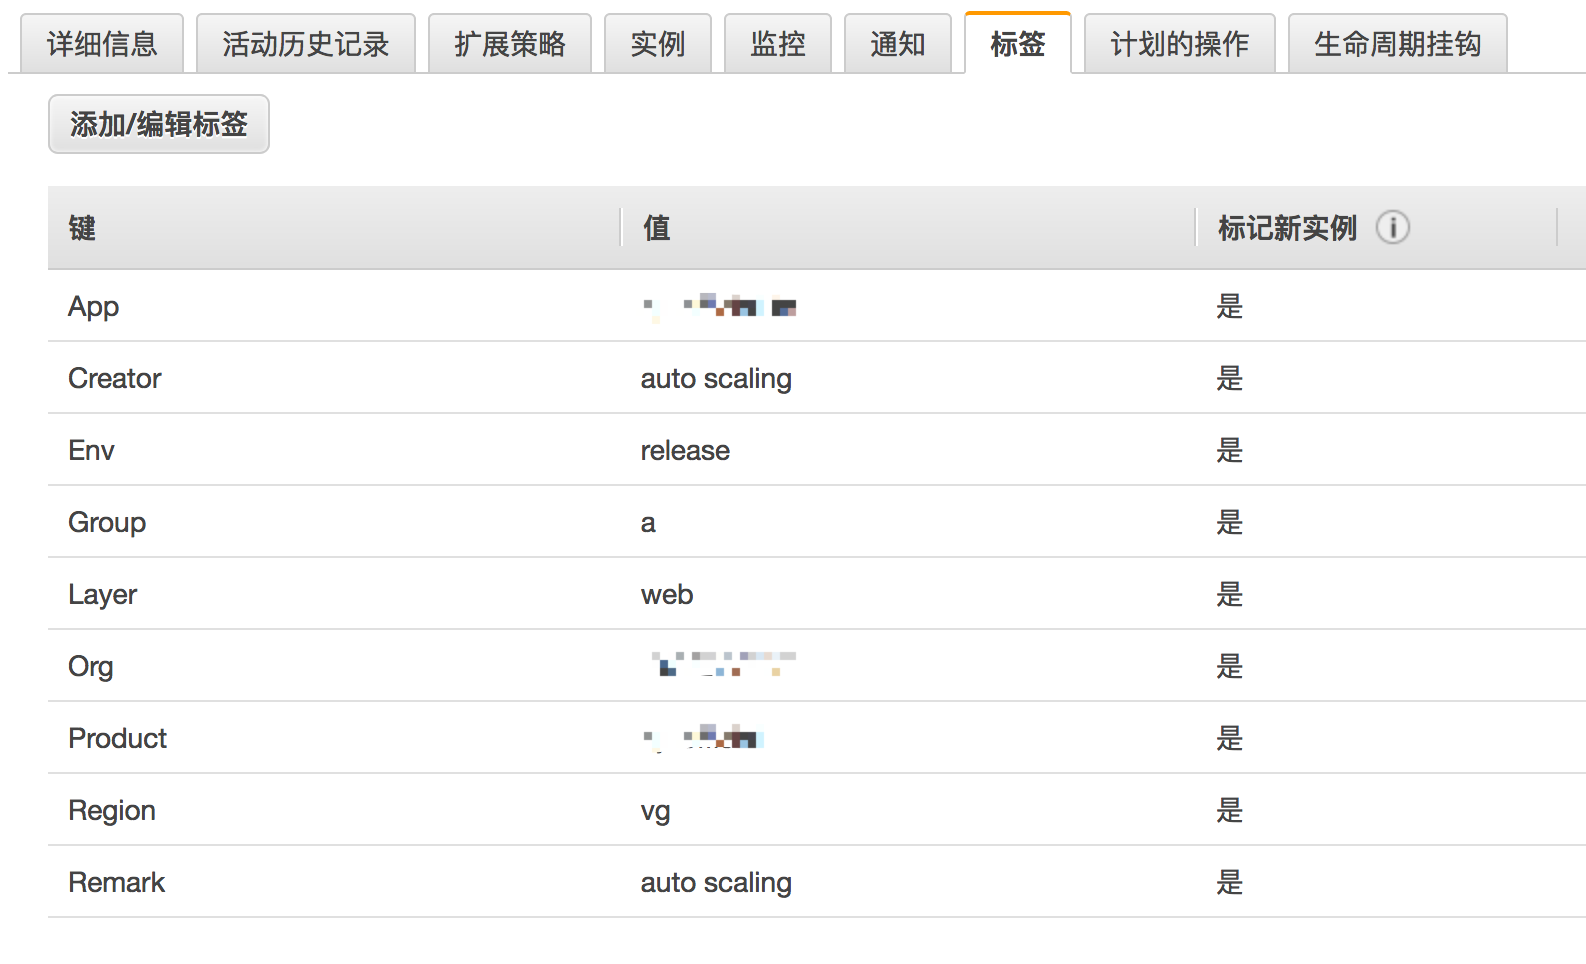 详细信息 活动历史记录 扩展策略 实例 监控 通知 标签 计划的操作 生命周期挂钩
添加/编辑标签
键 值 标记新实例
App 是
Creator auto scaling 是
Env release 是
Group a 是
Layer web 是
Org 是
Product 是
Region vg 是
Remark auto scaling 是